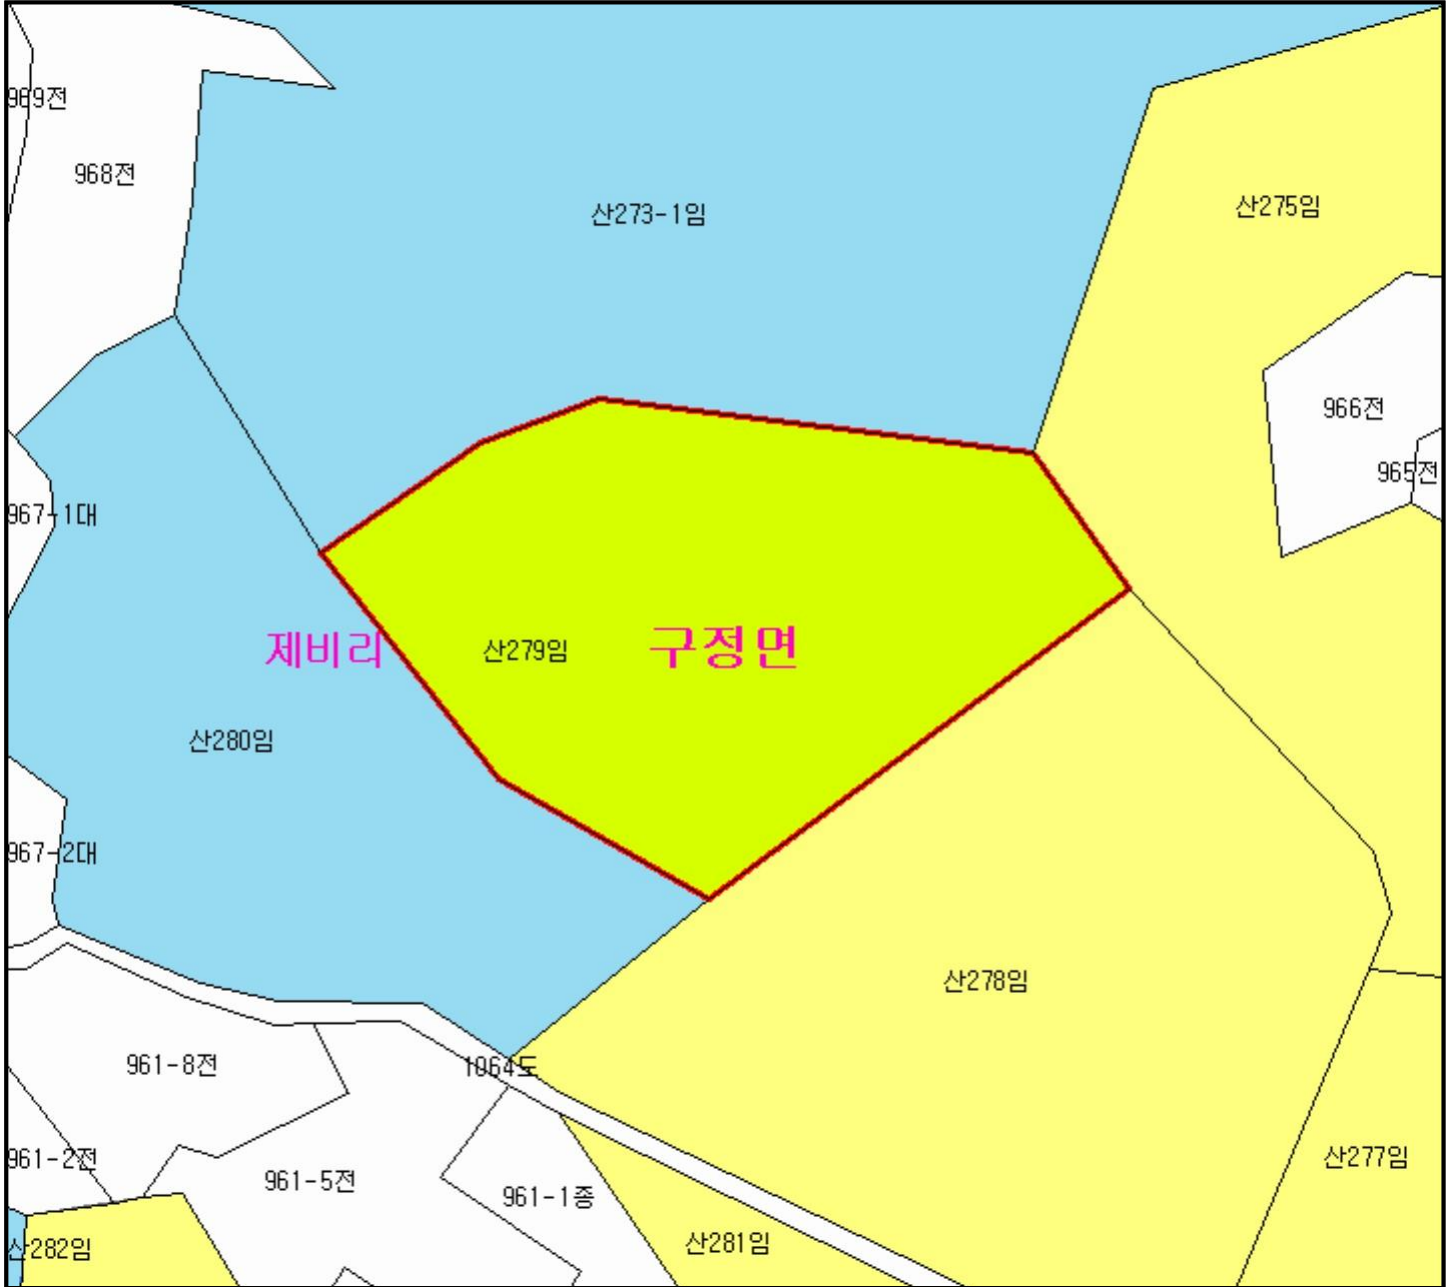 969전
968전
산273-1임
산275임
966전
965전
967-1대
제비리
산279임
구정면
산280임
967-2대
산278임
961-8전
1064도
961-2전
961-5전
961-1종
산277임
산281임
산282임